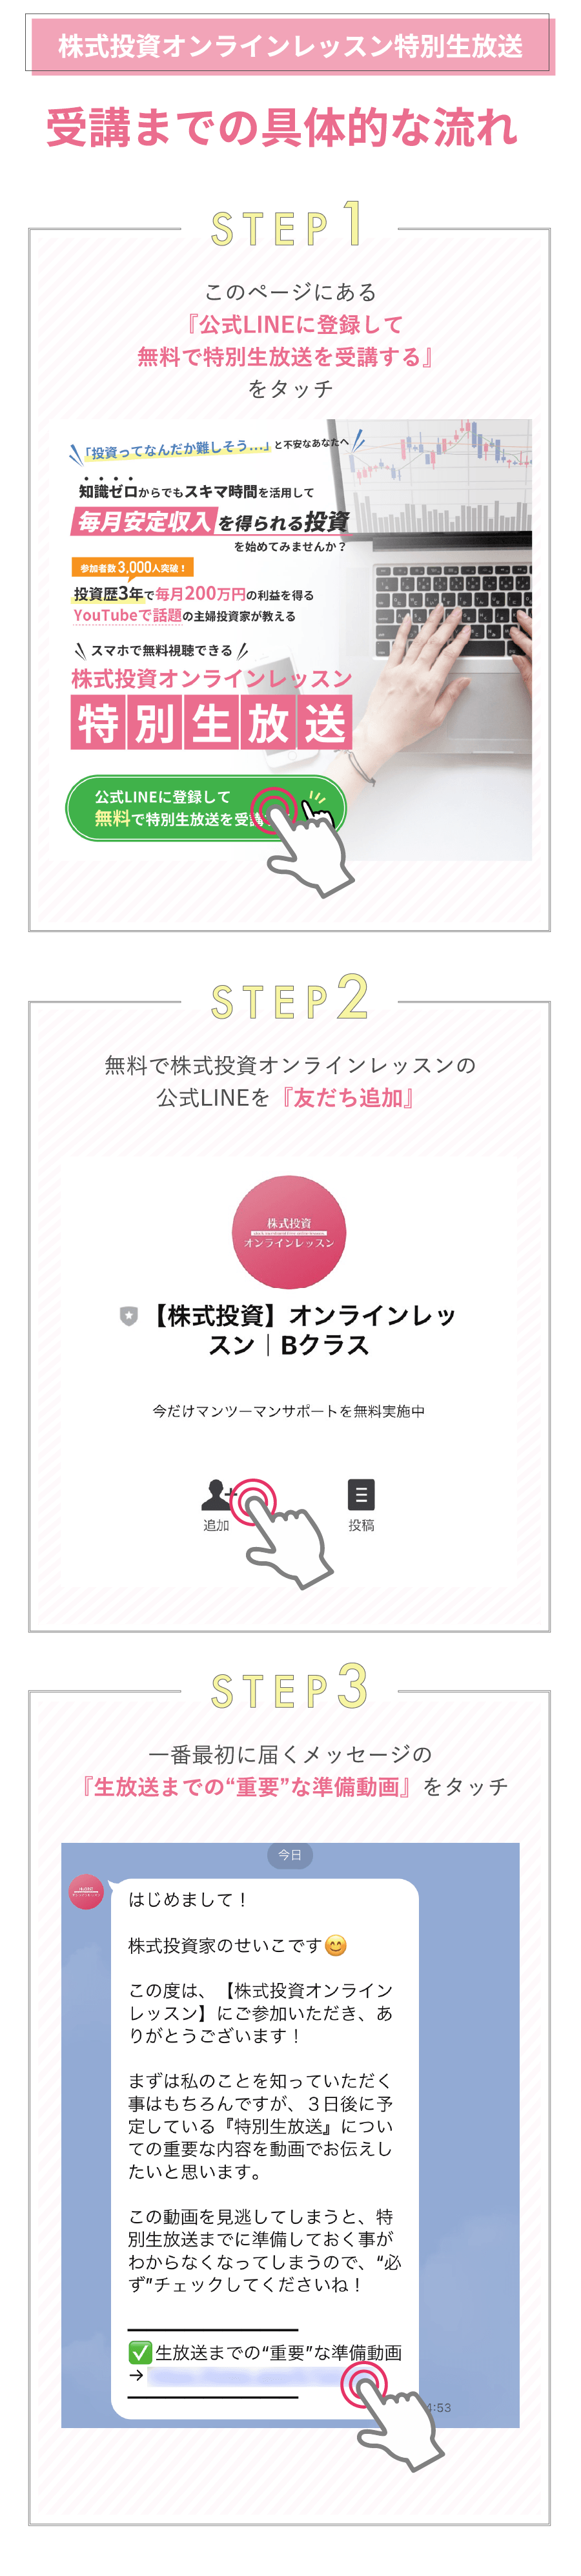 株式投資オンラインレッスン特別生放送
受講までの具体的な流れ
STEP1
このページにある
『公式LINEに登録して
無料で特別生放送を受講する』
をタッチ
「投資ってなんだか難しそう...」と不安なあなたへ
知識ゼロからでもスキマ時間を活用して
毎月安定収入を得られる投資
を始めてみませんか？
参加者数3,000人突破！
投資歴3年で毎月200万円の利益を得る
YouTubeで話題の主婦投資家が教える
スマホで無料視聴できる
株式投資オンラインレッスン
特別生放送
公式LINEに登録して
無料で特別生放送を受講
STEP2
無料で株式投資オンラインレッスンの
公式LINEを『友だち追加』
株式投資
オンラインレッスン
【株式投資】オンラインレッ
スン｜Bクラス
今だけマンツーマンサポートを無料実施中
追加
投稿
STEP3
一番最初に届くメッセージの
『生放送までの“重要”な準備動画』をタッチ
今日
はじめまして！
株式投資家のせいこです😊
この度は、【株式投資オンライン
レッスン】にご参加いただき、あ
りがとうございます！
まずは私のことを知っていただく
事はもちろんですが、３日後に予
定している『特別生放送』につい
ての重要な内容を動画でお伝えし
たいと思います。
この動画を見逃してしまうと、特
別生放送までに準備しておく事が
わからなくなってしまうので、“必
ず”チェックしてくださいね！
✅生放送までの“重要”な準備動画
→
:53